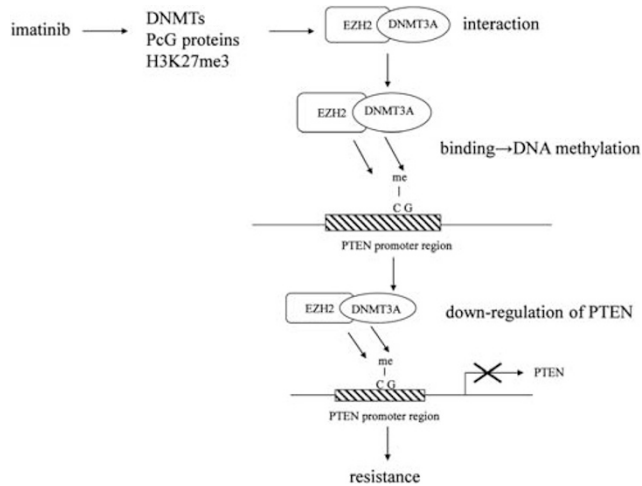 imatinib
DNMTs
PcG proteins
H3K27me3
EZH2
DNMT3A
interaction
EZH2
DNMT3A
binding→DNA methylation
me
C G
PTEN promoter region
EZH2
DNMT3A
down-regulation of PTEN
me
C G
PTEN
PTEN promoter region
resistance